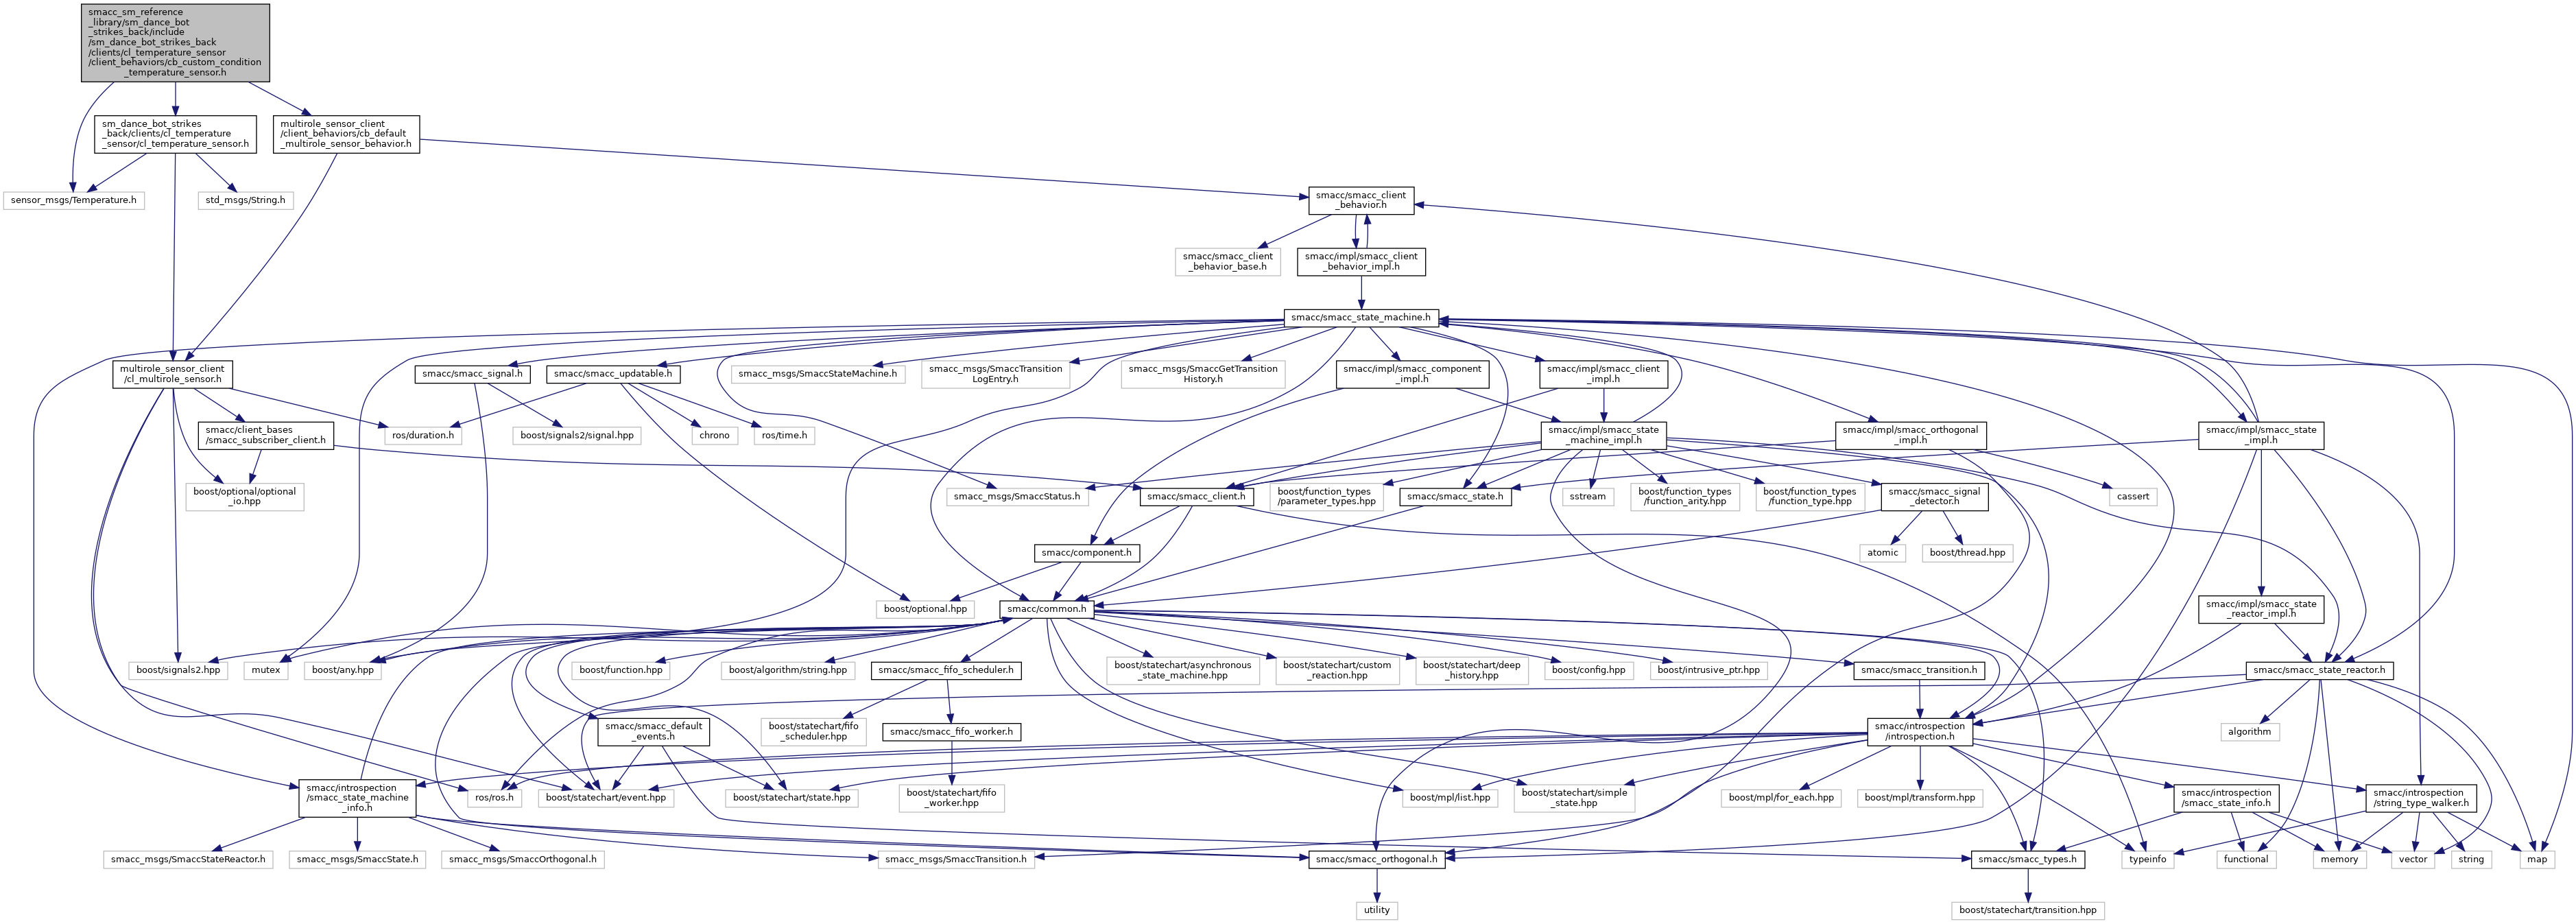 smacc_sm_reference
_library/sm_dance_bot
_strikes_back/include
/sm_dance_bot_strikes_back
/clients/cl_temperature_sensor
/client_behaviors/cb_custom_condition
_temperature_sensor.h
sm_dance_bot_strikes
_back/clients/cl_temperature
_sensor/cl_temperature_sensor.h
multirole_sensor_client
/client_behaviors/cb_default
_multirole_sensor_behavior.h
sensor_msgs/Temperature.h
std_msgs/String.h
smacc/smacc_client
_behavior.h
smacc/smacc_client
_behavior_base.h
smacc/impl/smacc_client
_behavior_impl.h
smacc/smacc_state_machine.h
multirole_sensor_client
/cl_multirole_sensor.h
smacc/smacc_signal.h
smacc/smacc_updatable.h
smacc_msgs/SmaccStateMachine.h
smacc_msgs/SmaccTransition
LogEntry.h
smacc_msgs/SmaccGetTransition
History.h
smacc/impl/smacc_component
_impl.h
smacc/impl/smacc_client
_impl.h
smacc/client_bases
/smacc_subscriber_client.h
ros/duration.h
boost/signals2/signal.hpp
chrono
ros/time.h
smacc/impl/smacc_state
_machine_impl.h
smacc/impl/smacc_orthogonal
_impl.h
smacc/impl/smacc_state
_impl.h
boost/optional/optional
_io.hpp
smacc_msgs/SmaccStatus.h
smacc/smacc_client.h
boost/function_types
/parameter_types.hpp
smacc/smacc_state.h
sstream
boost/function_types
/function_arity.hpp
boost/function_types
/function_type.hpp
smacc/smacc_signal
_detector.h
cassert
smacc/component.h
atomic
boost/thread.hpp
boost/optional.hpp
smacc/common.h
smacc/impl/smacc_state
_reactor_impl.h
boost/signals2.hpp
mutex
boost/any.hpp
boost/function.hpp
boost/algorithm/string.hpp
smacc/smacc_fifo_scheduler.h
boost/statechart/asynchronous
_state_machine.hpp
boost/statechart/custom
_reaction.hpp
boost/statechart/deep
_history.hpp
boost/config.hpp
boost/intrusive_ptr.hpp
smacc/smacc_transition.h
smacc/smacc_state_reactor.h
smacc/smacc_default
_events.h
boost/statechart/fifo
_scheduler.hpp
smacc/smacc_fifo_worker.h
smacc/introspection
/introspection.h
algorithm
smacc/introspection
/smacc_state_machine
_info.h
ros/ros.h
boost/statechart/event.hpp
boost/statechart/state.hpp
boost/statechart/fifo
_worker.hpp
boost/mpl/list.hpp
boost/statechart/simple
_state.hpp
boost/mpl/for_each.hpp
boost/mpl/transform.hpp
smacc/introspection
/smacc_state_info.h
smacc/introspection
/string_type_walker.h
smacc_msgs/SmaccStateReactor.h
smacc_msgs/SmaccState.h
smacc_msgs/SmaccOrthogonal.h
smacc_msgs/SmaccTransition.h
smacc/smacc_orthogonal.h
smacc/smacc_types.h
typeinfo
functional
memory
vector
string
map
utility
boost/statechart/transition.hpp